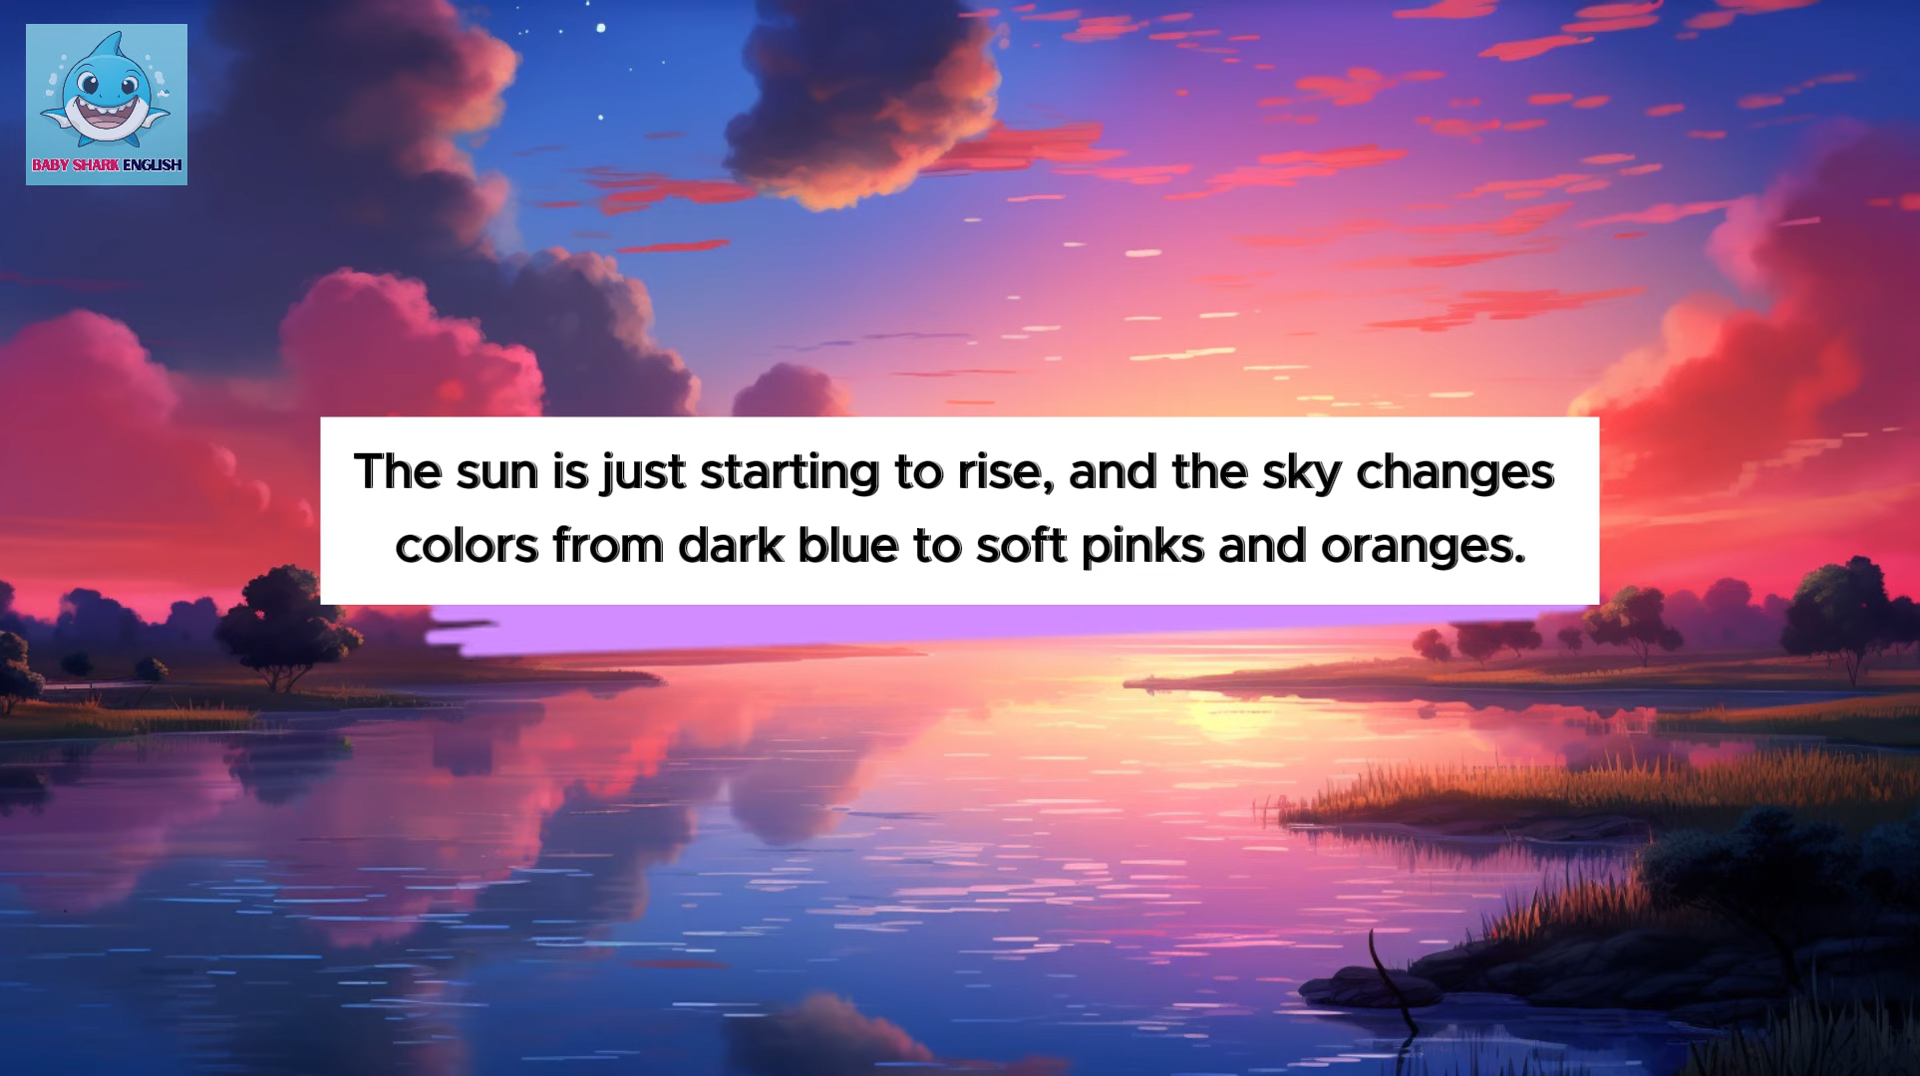 BABY SHARK ENGLISH
The sun is just starting to rise, and the sky changes
colors from dark blue to soft pinks and oranges.